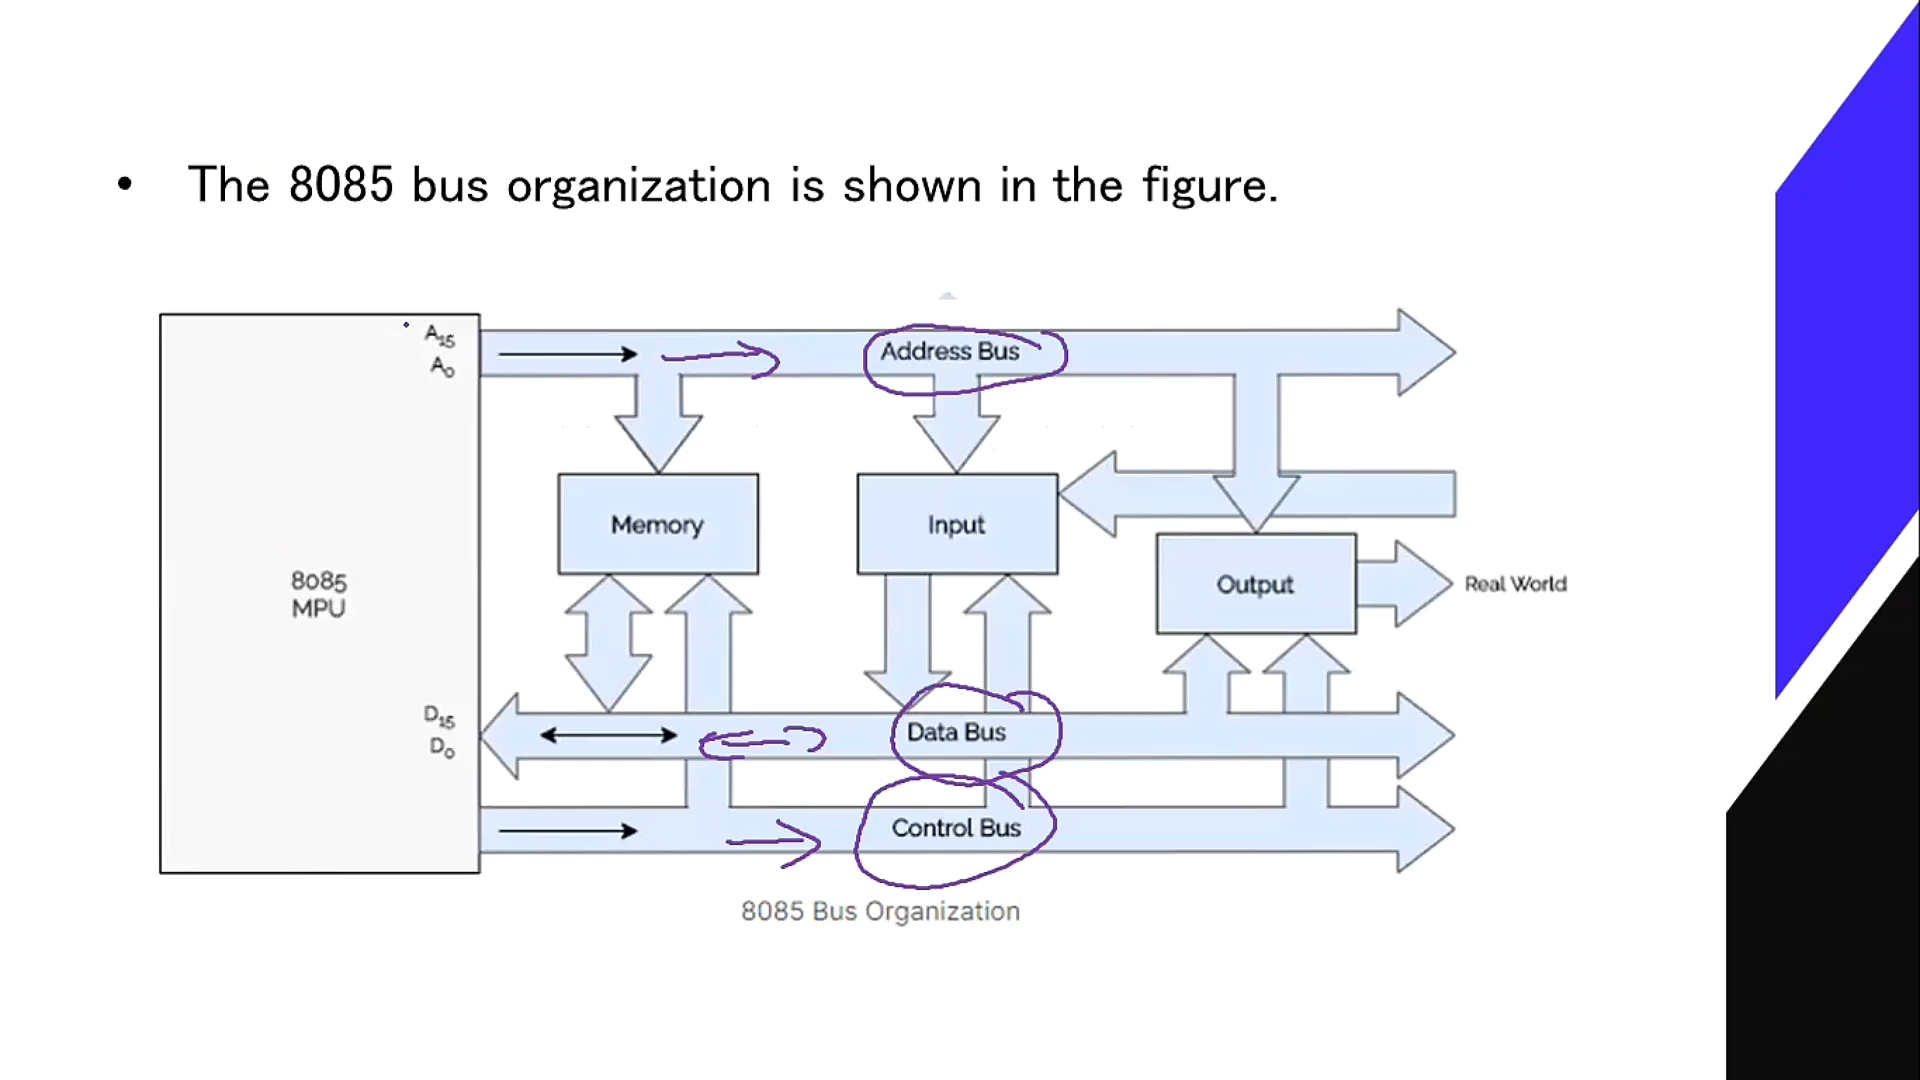 • The 8085 bus organization is shown in the figure.
A15
A0
Address Bus
Memory
Input
8085
MPU
Output
Real World
D15
D0
Data Bus
Control Bus
8085 Bus Organization